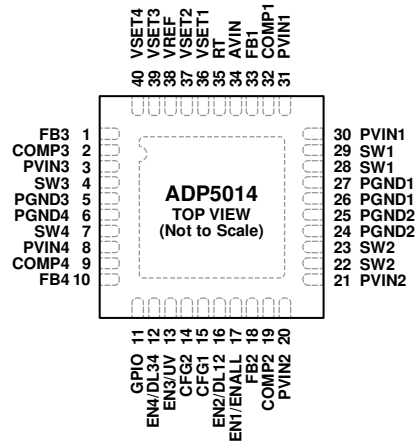 40 VSET4
39 VSET3
38 VREF
37 VSET2
36 VSET1
35 RT
34 AVIN
33 FB1
32 COMP1
31 PVIN1
FB3 1
COMP3 2
PVIN3 3
SW3 4
PGND3 5
PGND4 6
SW4 7
PVIN4 8
COMP4 9
FB4 10
ADP5014
TOP VIEW
(Not to Scale)
30 PVIN1
29 SW1
28 SW1
27 PGND1
26 PGND1
25 PGND2
24 PGND2
23 SW2
22 SW2
21 PVIN2
GPIO 11
EN4/DL34 12
EN3/UV 13
CFG2 14
CFG1 15
EN2/DL12 16
EN1/ENALL 17
FB2 18
COMP2 19
PVIN2 20